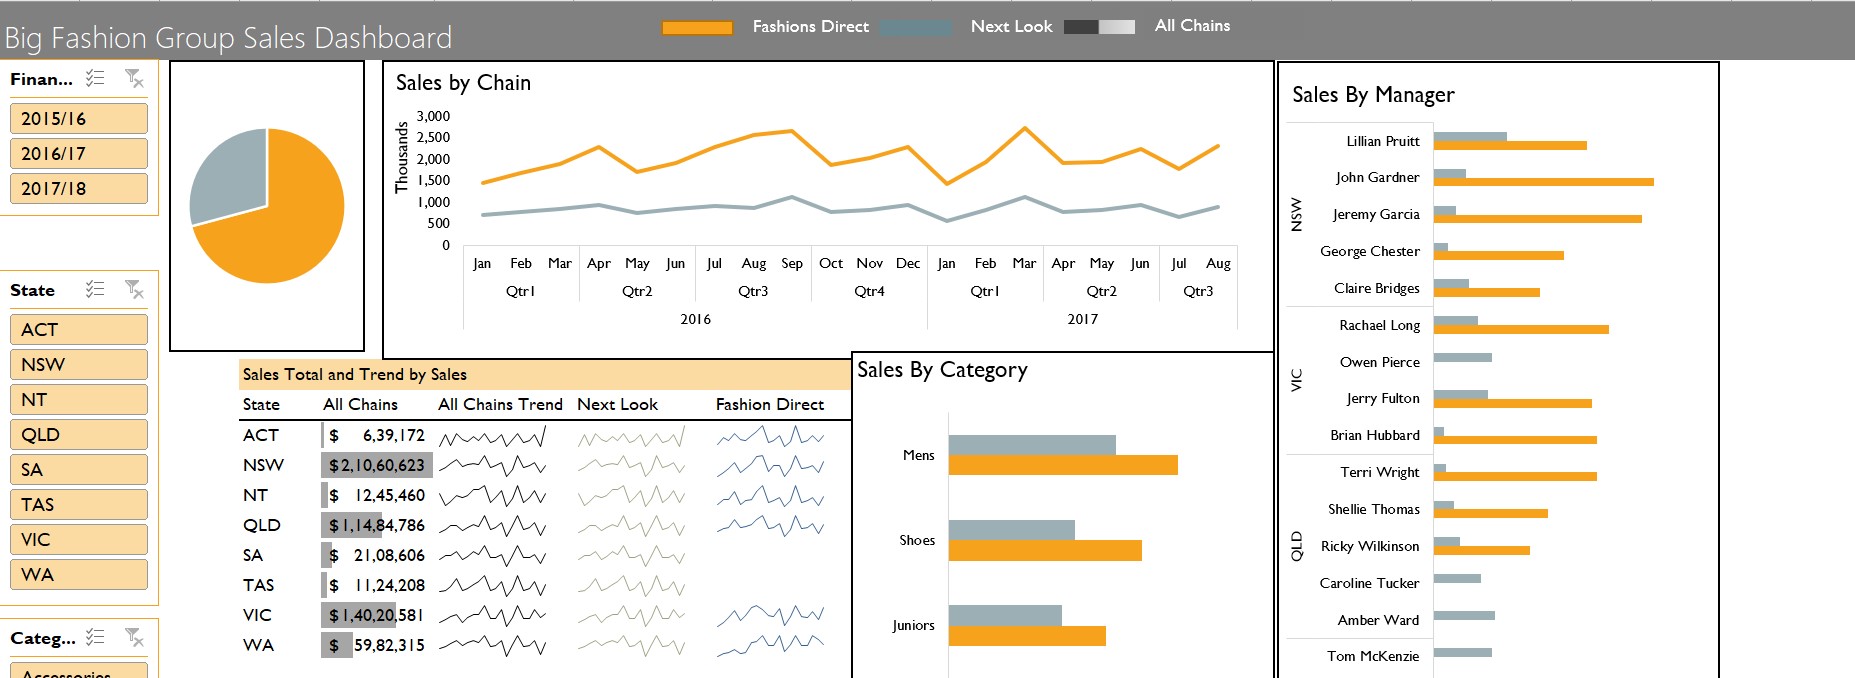 Big Fashion Group Sales Dashboard
Fashions Direct
Next Look
All Chains
Finan...
2015/16
2016/17
2017/18
State
ACT
NSW
NT
QLD
SA
TAS
VIC
WA
Categ...
Accessories
Sales by Chain
Thousands
3,000
2,500
2,000
1,500
1,000
500
0
Jan Feb Mar Apr May Jun Jul Aug Sep Oct Nov Dec Jan Feb Mar Apr May Jun Jul Aug
Qtr1 Qtr2 Qtr3 Qtr4 Qtr1 Qtr2 Qtr3
2016 2017
Sales Total and Trend by Sales
State All Chains All Chains Trend Next Look Fashion Direct
ACT $ 6,39,172
NSW $2,10,60,623
NT $ 12,45,460
QLD $1,14,84,786
SA $ 21,08,606
TAS $ 11,24,208
VIC $1,40,20,581
WA $ 59,82,315
Sales By Category
Mens
Shoes
Juniors
Sales By Manager
NSW
Lillian Pruitt
John Gardner
Jeremy Garcia
George Chester
Claire Bridges
VIC
Rachael Long
Owen Pierce
Jerry Fulton
Brian Hubbard
QLD
Terri Wright
Shellie Thomas
Ricky Wilkinson
Caroline Tucker
Amber Ward
Tom McKenzie